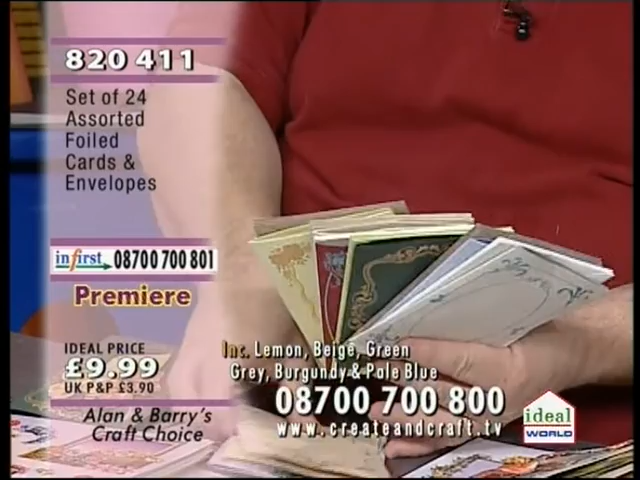 820 411
Set of 24
Assorted
Foiled
Cards &
Envelopes
infirst 08700 700 801
Premiere
IDEAL PRICE
£9.99
UK P&P £3.90
Alan & Barry's
Craft Choice
Inc. Lemon, Beige, Green
Grey, Burgundy & Pale Blue
08700 700 800
www.createandcraft.tv
ideal
WORLD